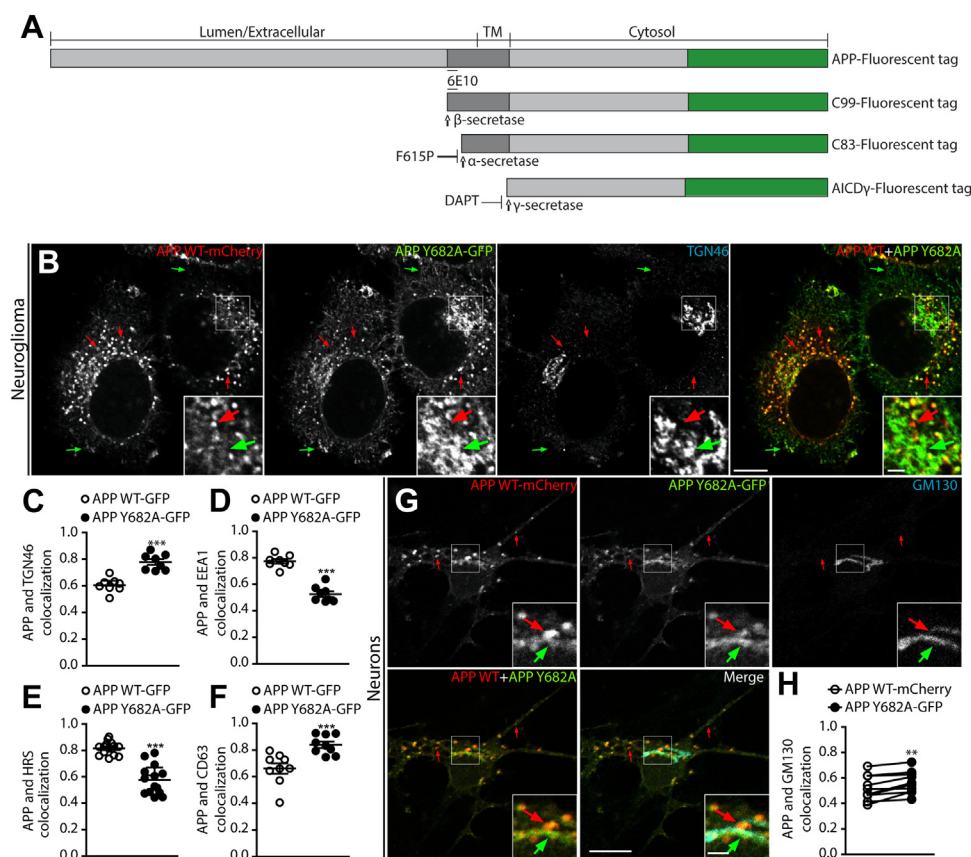 A
Lumen/Extracellular TM Cytosol
APP-Fluorescent tag
6E10
C99-Fluorescent tag
β-secretase
C83-Fluorescent tag
F615P
α-secretase
AICDγ-Fluorescent tag
DAPT
γ-secretase
Neuroglioma
B
APP WT-mCherry
APP Y682A-GFP
TGN46
APP WT+APP Y682A
C
APP WT-GFP
APP Y682A-GFP
APP and TGN46
colocalization
1.0
0.8
0.6
0.4
0.2
0.0
***
D
APP WT-GFP
APP Y682A-GFP
APP and EEA1
colocalization
1.0
0.8
0.6
0.4
0.2
0.0
***
E
APP WT-GFP
APP Y682A-GFP
APP and HRS
colocalization
1.0
0.8
0.6
0.4
0.2
0.0
***
F
APP WT-GFP
APP Y682A-GFP
APP and CD63
colocalization
1.0
0.8
0.6
0.4
0.2
0.0
***
Neurons
G
APP WT-mCherry
APP Y682A-GFP
GM130
APP WT+APP Y682A
Merge
H
APP WT-mCherry
APP Y682A-GFP
APP and GM130
colocalization
1.0
0.8
0.6
0.4
0.2
0.0
**